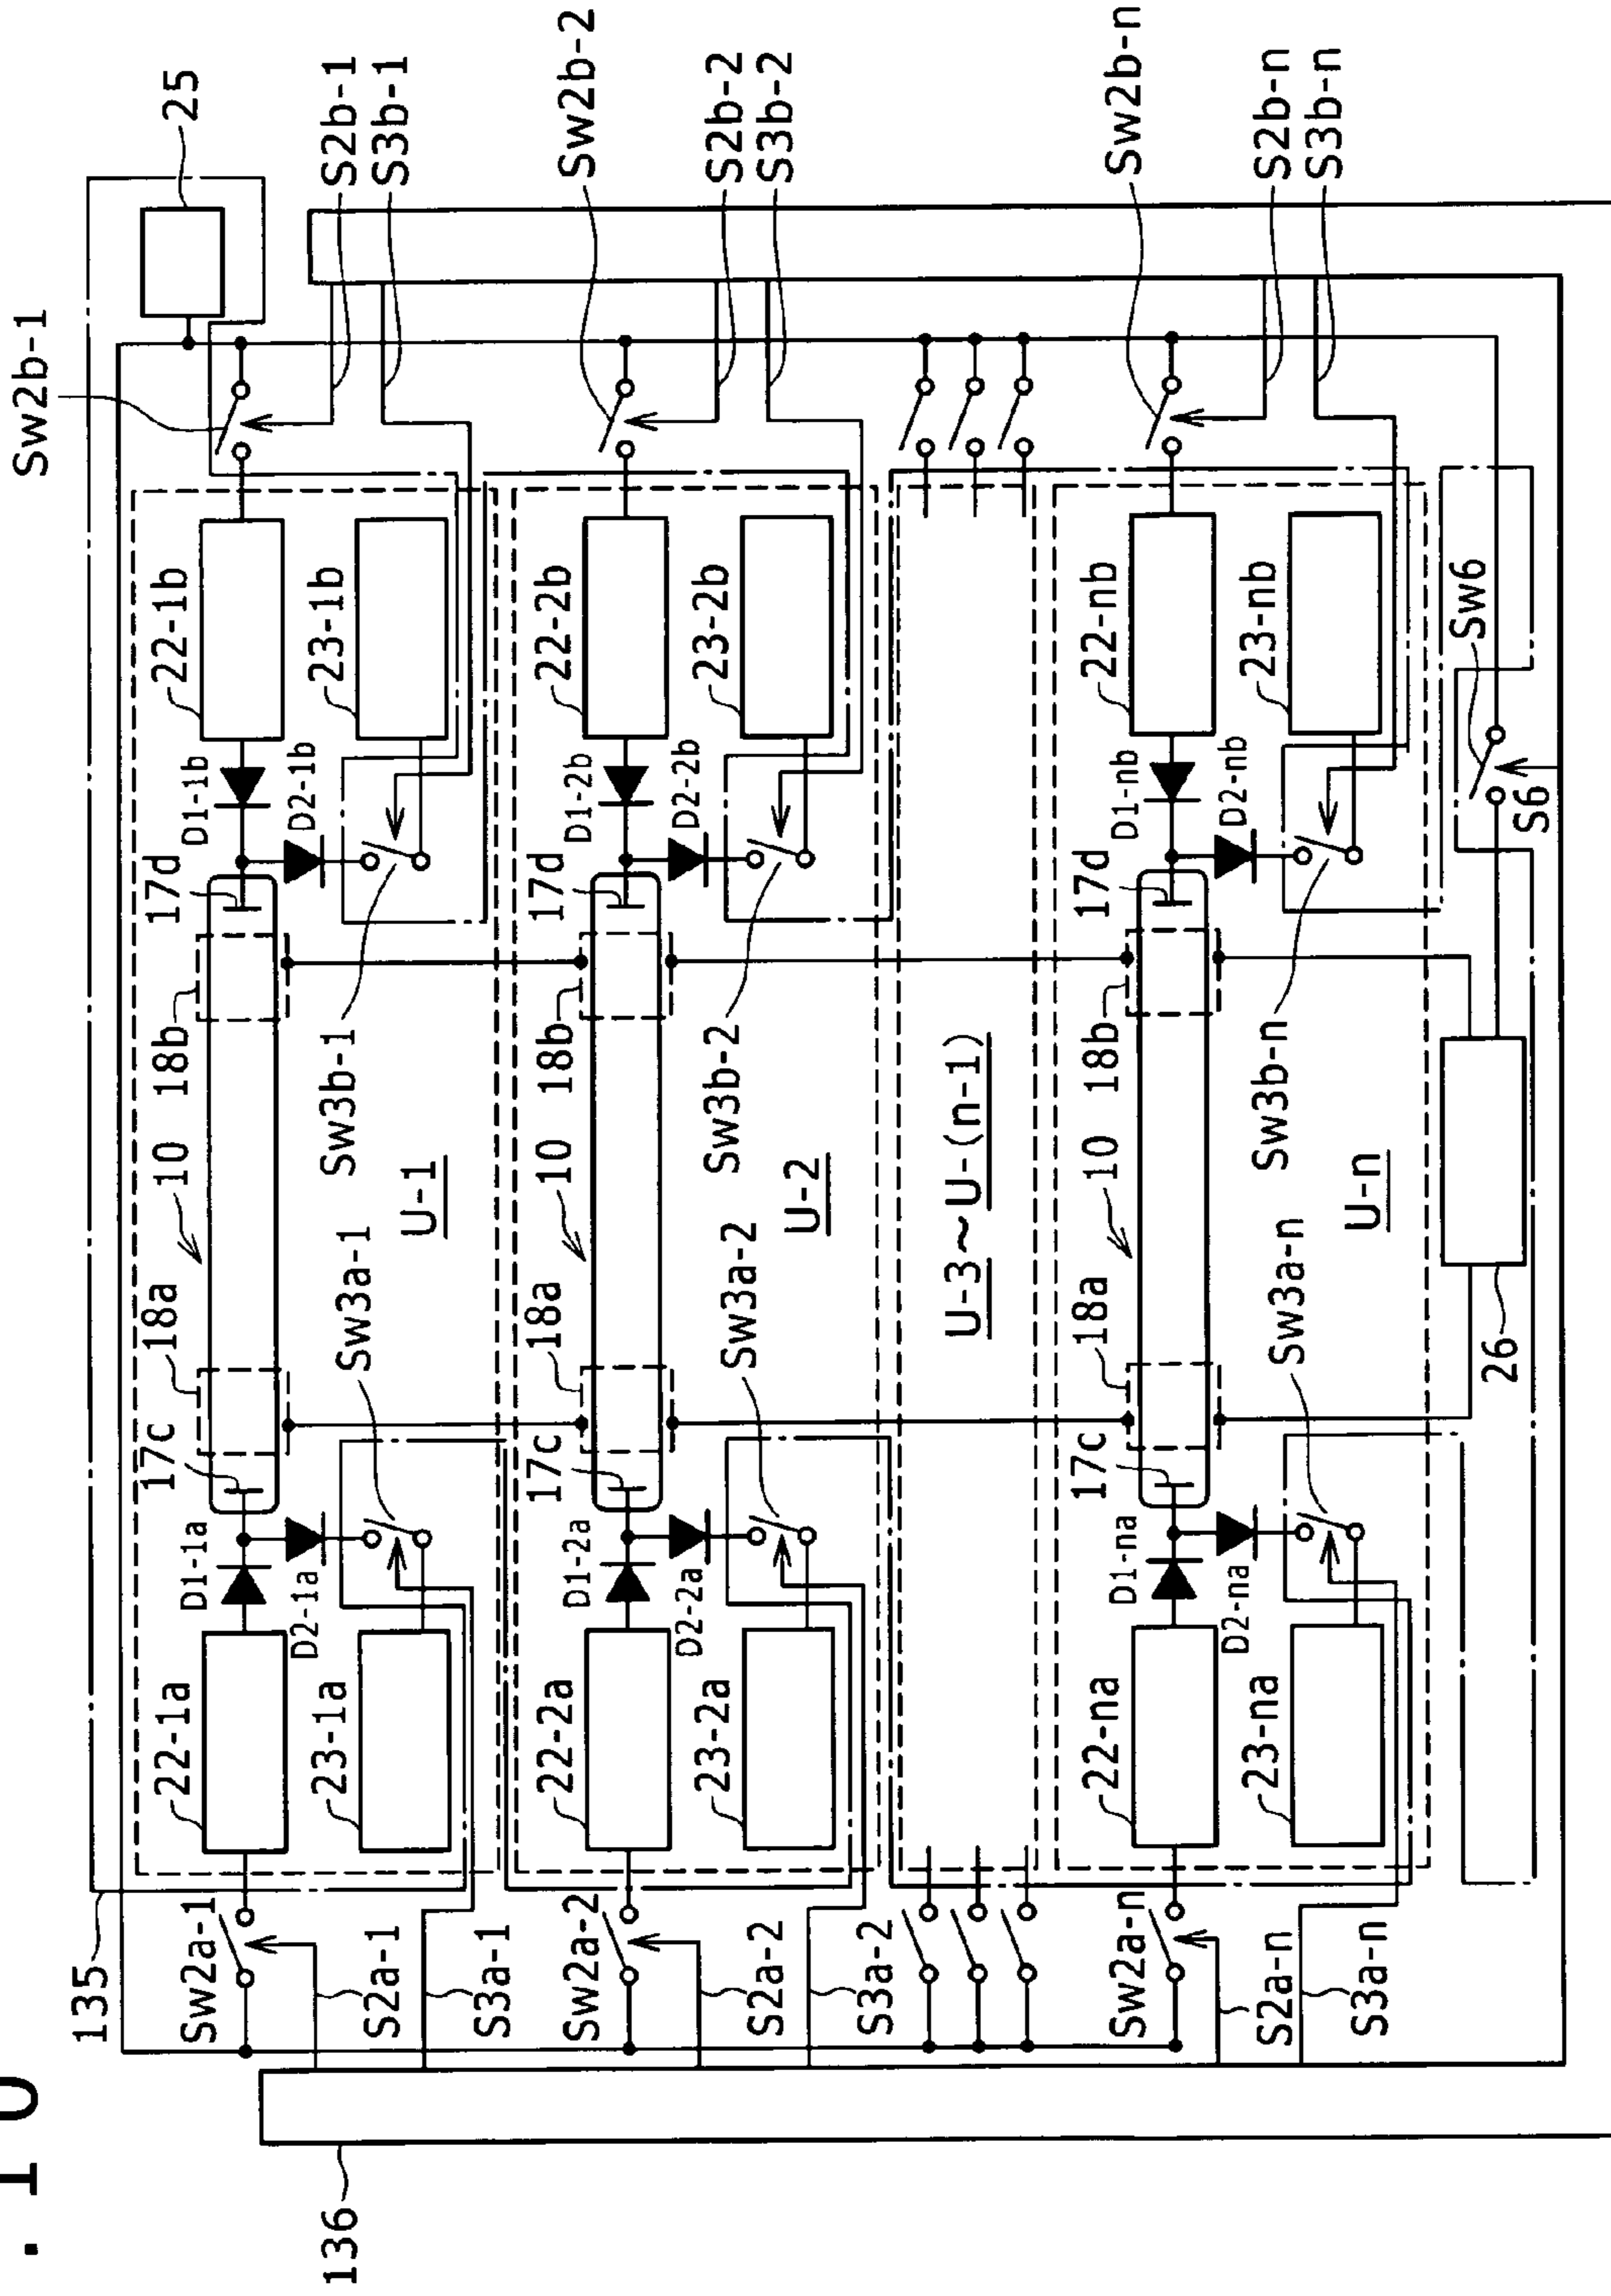 . 10
Sw2b-1
25
S2b-1
S3b-1
Sw2b-2
S2b-2
S3b-2
Sw2b-n
S2b-n
S3b-n
22-1b
23-1b
22-2b
23-2b
22-nb
23-nb
Sw6
S6
D1-1b
D2-1b
D1-2b
D2-2b
D1-nb
D2-nb
17d
17d
17d
18b
18b
18b
Sw3b-1
Sw3b-2
Sw3b-n
10
10
10
U-1
U-2
U-3~U-(n-1)
U-n
18a
18a
18a
Sw3a-1
Sw3a-2
Sw3a-n
26
17c
17c
17c
D1-1a
D2-1a
D1-2a
D2-2a
D1-na
D2-na
22-1a
23-1a
22-2a
23-2a
22-na
23-na
135
Sw2a-1
S2a-1
S3a-1
Sw2a-2
S2a-2
S3a-2
Sw2a-n
S2a-n
S3a-n
136